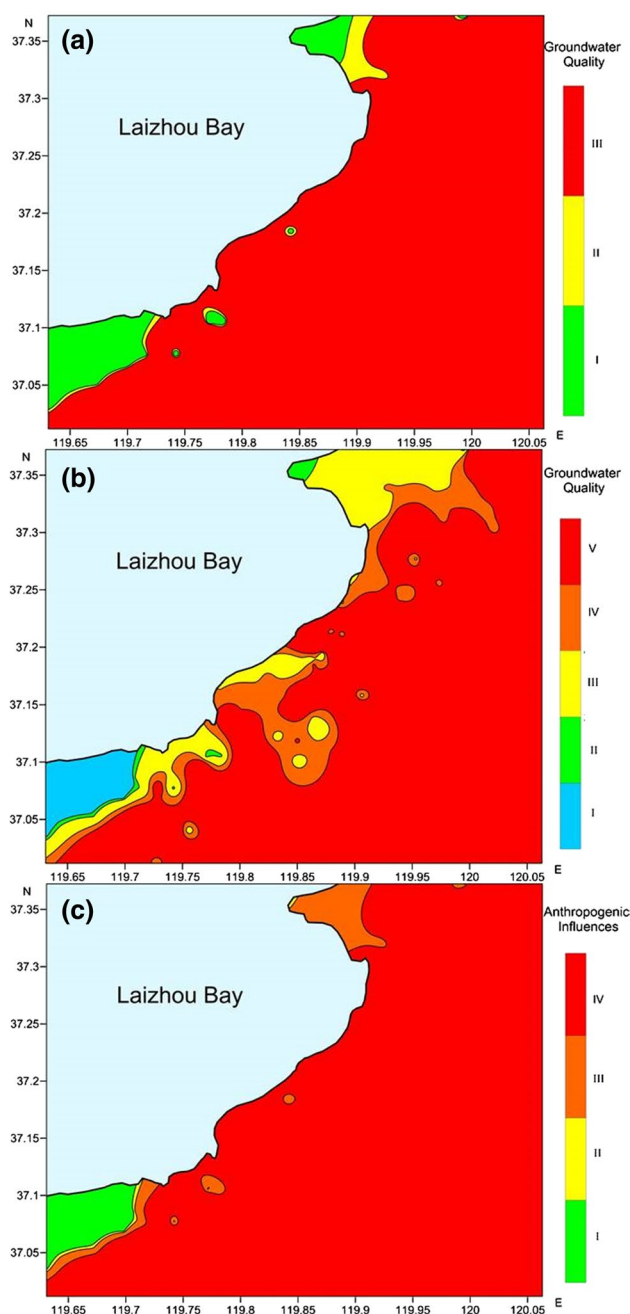 N
(a)
37.35
37.3
37.25
37.2
37.15
37.1
37.05
Laizhou Bay
119.65 119.7 119.75 119.8 119.85 119.9 119.95 120 120.05
E
Groundwater
Quality
III
II
I
N
(b)
37.35
37.3
37.25
37.2
37.15
37.1
37.05
Laizhou Bay
119.65 119.7 119.75 119.8 119.85 119.9 119.95 120 120.05
E
Groundwater
Quality
V
IV
III
II
I
N
(c)
37.35
37.3
37.25
37.2
37.15
37.1
37.05
Laizhou Bay
119.65 119.7 119.75 119.8 119.85 119.9 119.95 120 120.05
E
Anthropogenic
Influences
IV
III
II
I